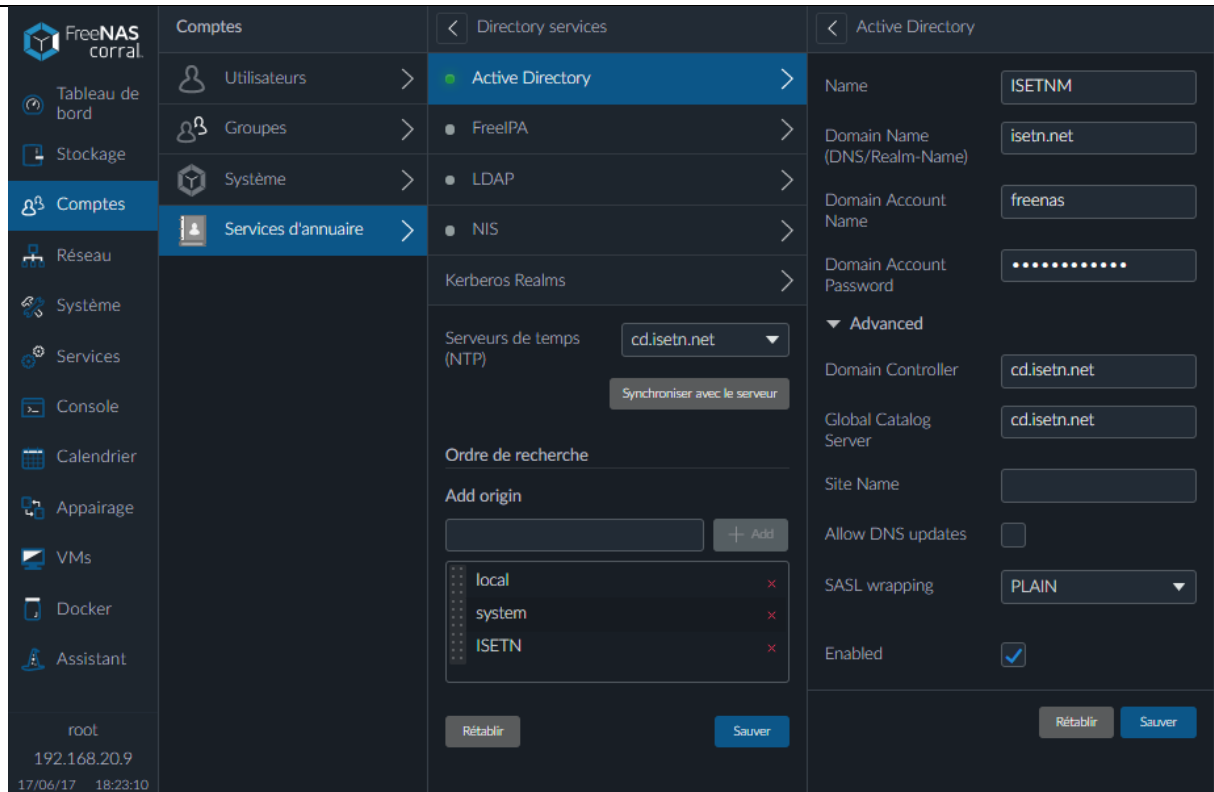 FreeNAS
corral.
Tableau de
bord
Stockage
Comptes
Réseau
Système
Services
Console
Calendrier
Appairage
VMs
Docker
Assistant
root
192.168.20.9
17/06/17 18:23:10
Comptes
Utilisateurs
Groupes
Système
Services d'annuaire
Directory services
Active Directory
FreeIPA
LDAP
NIS
Kerberos Realms
Serveurs de temps
(NTP)
cd.isetn.net
Synchroniser avec le serveur
Ordre de recherche
Add origin
+ Add
local
system
ISETN
Rétablir
Sauver
Active Directory
Name
ISETNM
Domain Name
(DNS/Realm-Name)
isetn.net
Domain Account
Name
freenas
Domain Account
Password
••••••••••••
Advanced
Domain Controller
cd.isetn.net
Global Catalog
Server
cd.isetn.net
Site Name
Allow DNS updates
SASL wrapping
PLAIN
Enabled
Rétablir
Sauver